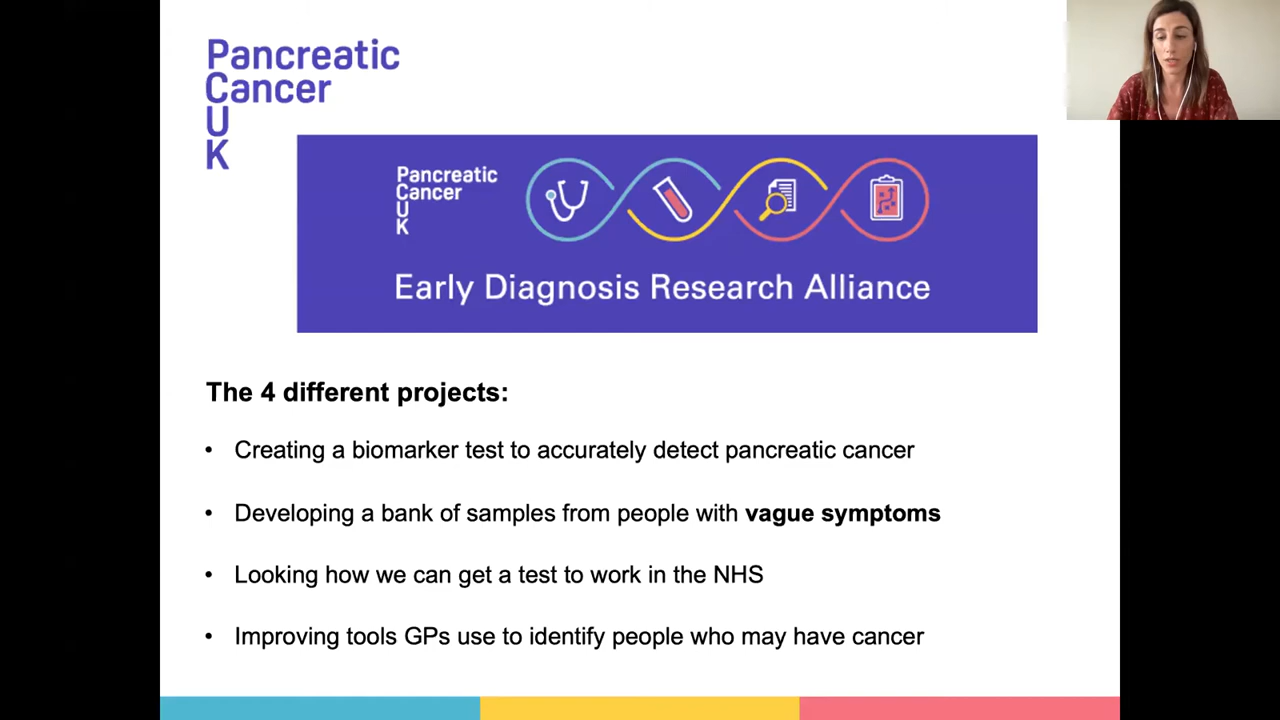 Pancreatic
Cancer
U
K
Pancreatic
Cancer
U
K
Early Diagnosis Research Alliance
The 4 different projects:
• Creating a biomarker test to accurately detect pancreatic cancer
• Developing a bank of samples from people with vague symptoms
• Looking how we can get a test to work in the NHS
• Improving tools GPs use to identify people who may have cancer